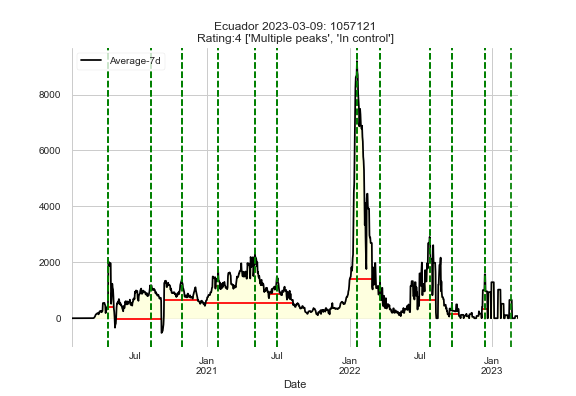 Ecuador 2023-03-09: 1057121
Rating:4 ['Multiple peaks', 'In control']
Average-7d
8000
6000
4000
2000
0
Jul
Jan
2021
Jul
Jan
2022
Jul
Jan
2023
Date